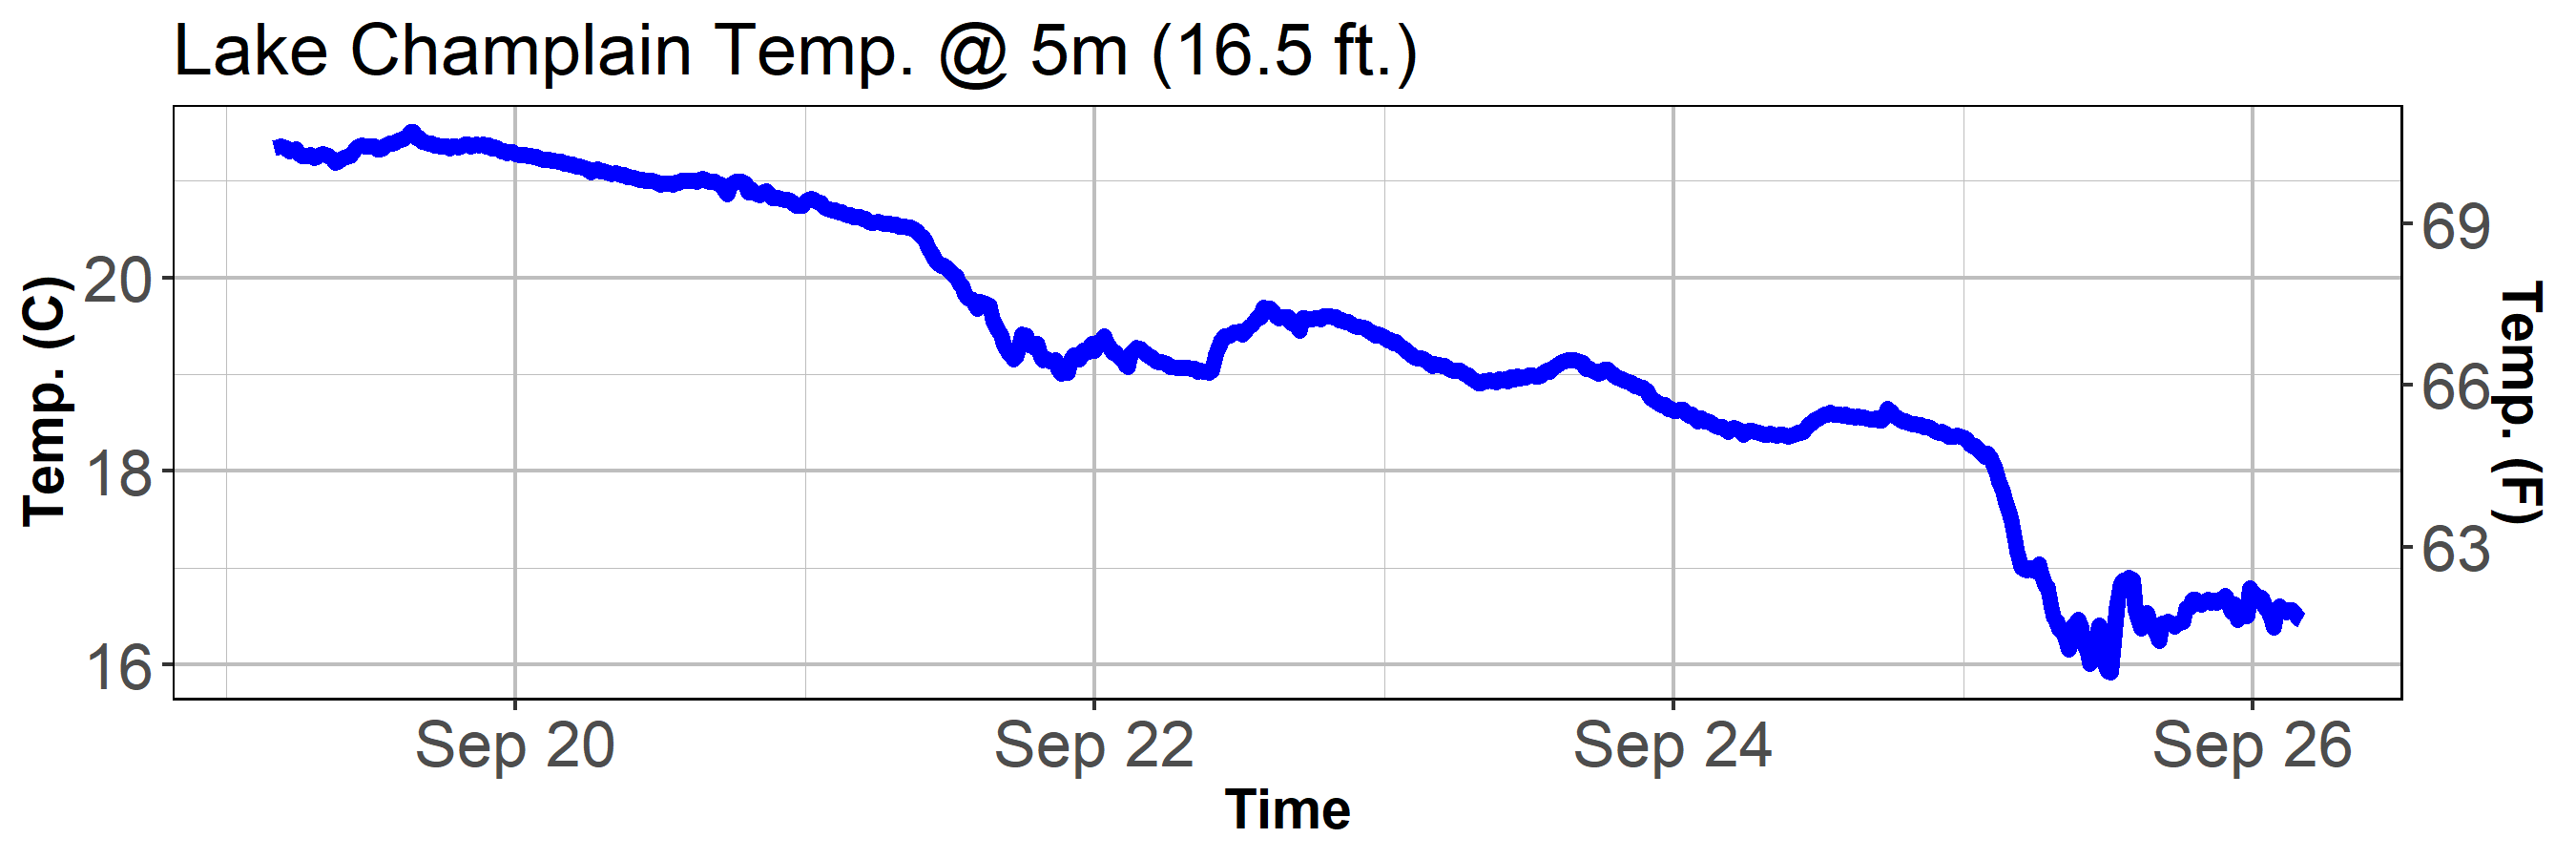 Lake Champlain Temp. @ 5m (16.5 ft.)
Temp. (C)
20
18
16
69
66
63
Temp. (F)
Sep 20
Sep 22
Sep 24
Sep 26
Time